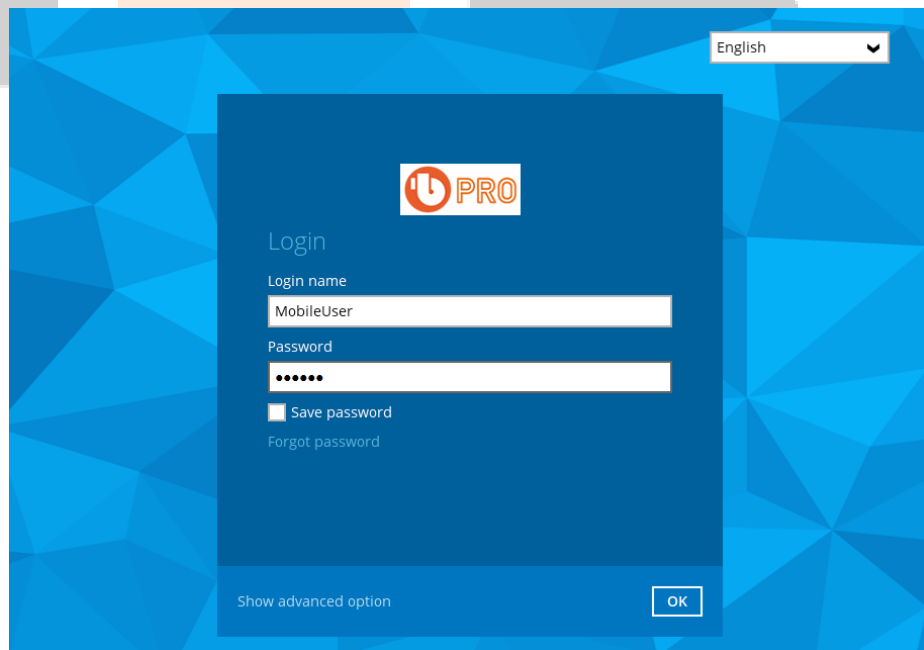 English
PRO
Login
Login name
MobileUser
Password
••••••
Save password
Forgot password
Show advanced option
OK